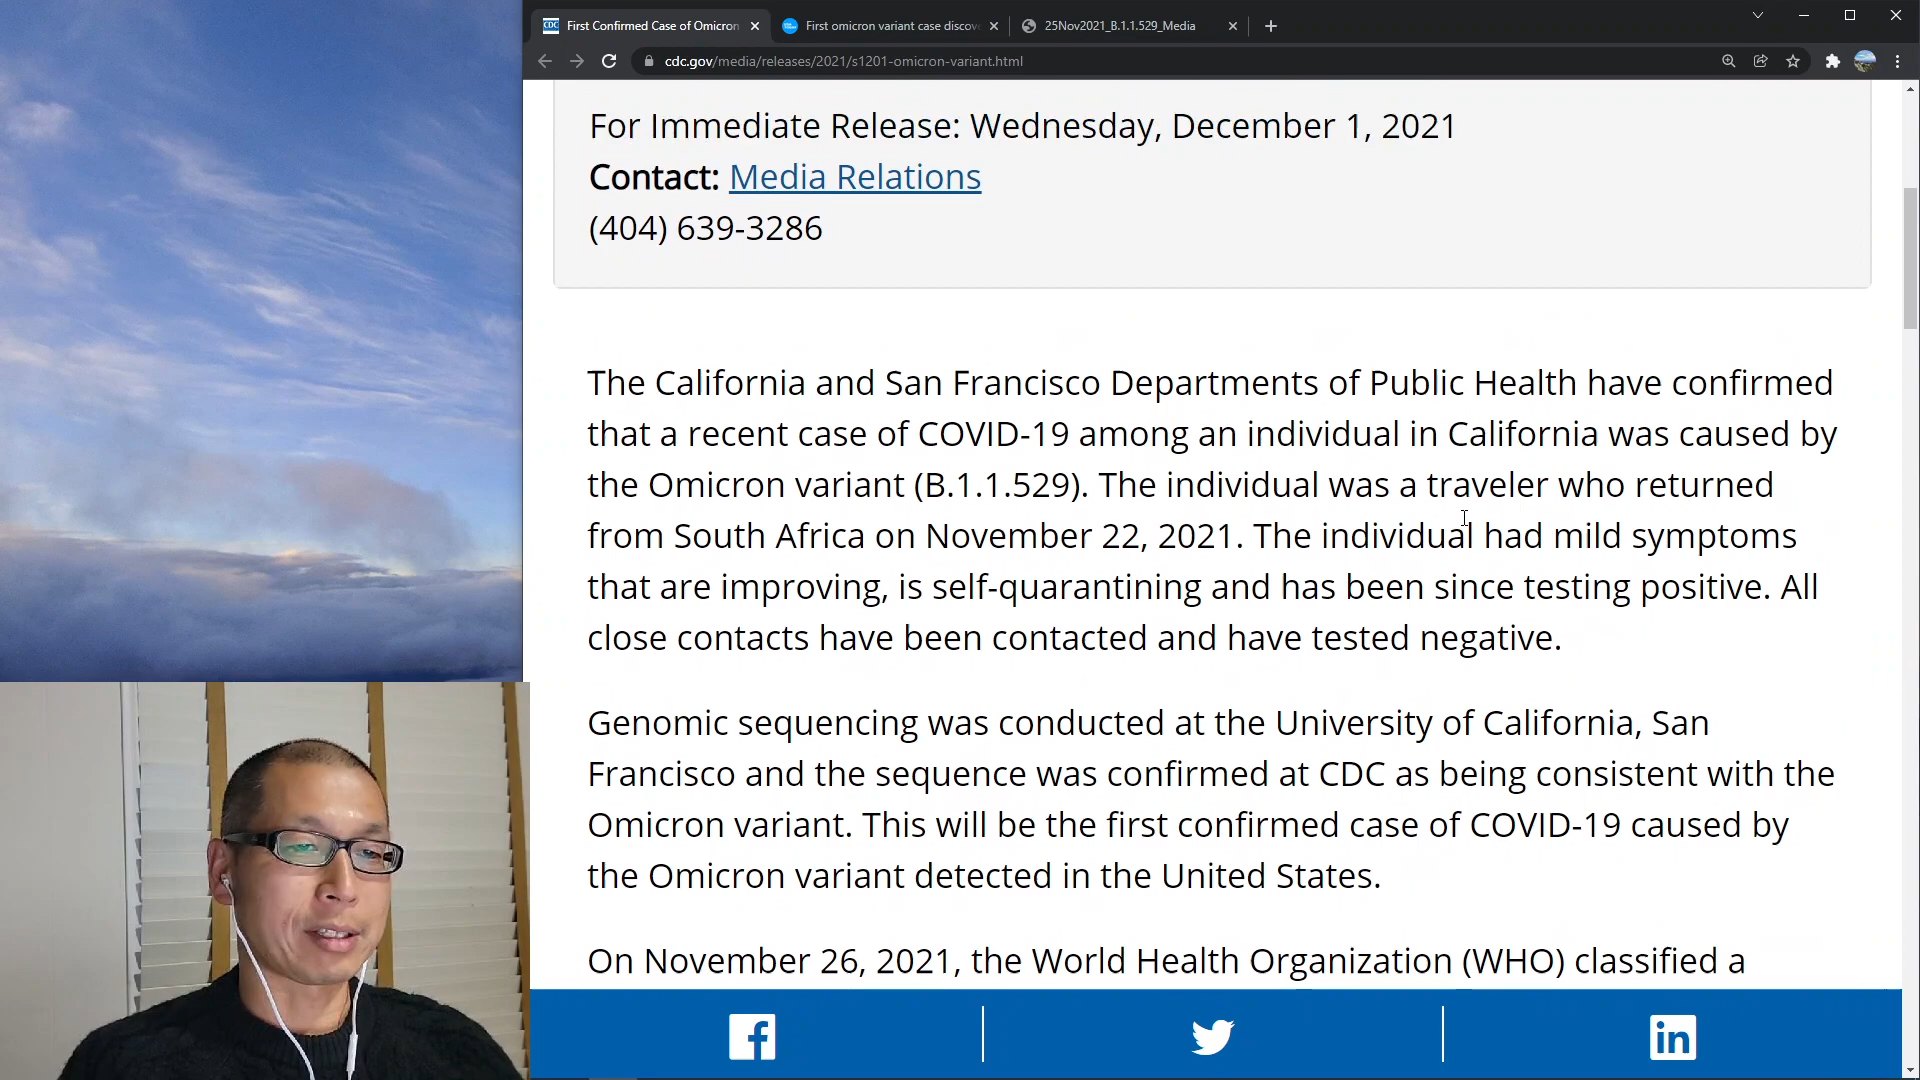 CDC First Confirmed Case of Omicron
First omicron variant case discov
25Nov2021_B.1.1.529_Media
cdc.gov/media/releases/2021/s1201-omicron-variant.html
For Immediate Release: Wednesday, December 1, 2021
Contact: Media Relations
(404) 639-3286
The California and San Francisco Departments of Public Health have confirmed
that a recent case of COVID-19 among an individual in California was caused by
the Omicron variant (B.1.1.529). The individual was a traveler who returned
from South Africa on November 22, 2021. The individual had mild symptoms
that are improving, is self-quarantining and has been since testing positive. All
close contacts have been contacted and have tested negative.
Genomic sequencing was conducted at the University of California, San
Francisco and the sequence was confirmed at CDC as being consistent with the
Omicron variant. This will be the first confirmed case of COVID-19 caused by
the Omicron variant detected in the United States.
On November 26, 2021, the World Health Organization (WHO) classified a
f
in